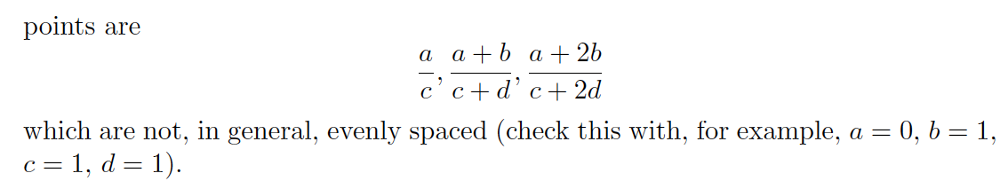 points are
a/c, (a + b)/(c + d), (a + 2b)/(c + 2d)
which are not, in general, evenly spaced (check this with, for example, a = 0, b = 1,
c = 1, d = 1).